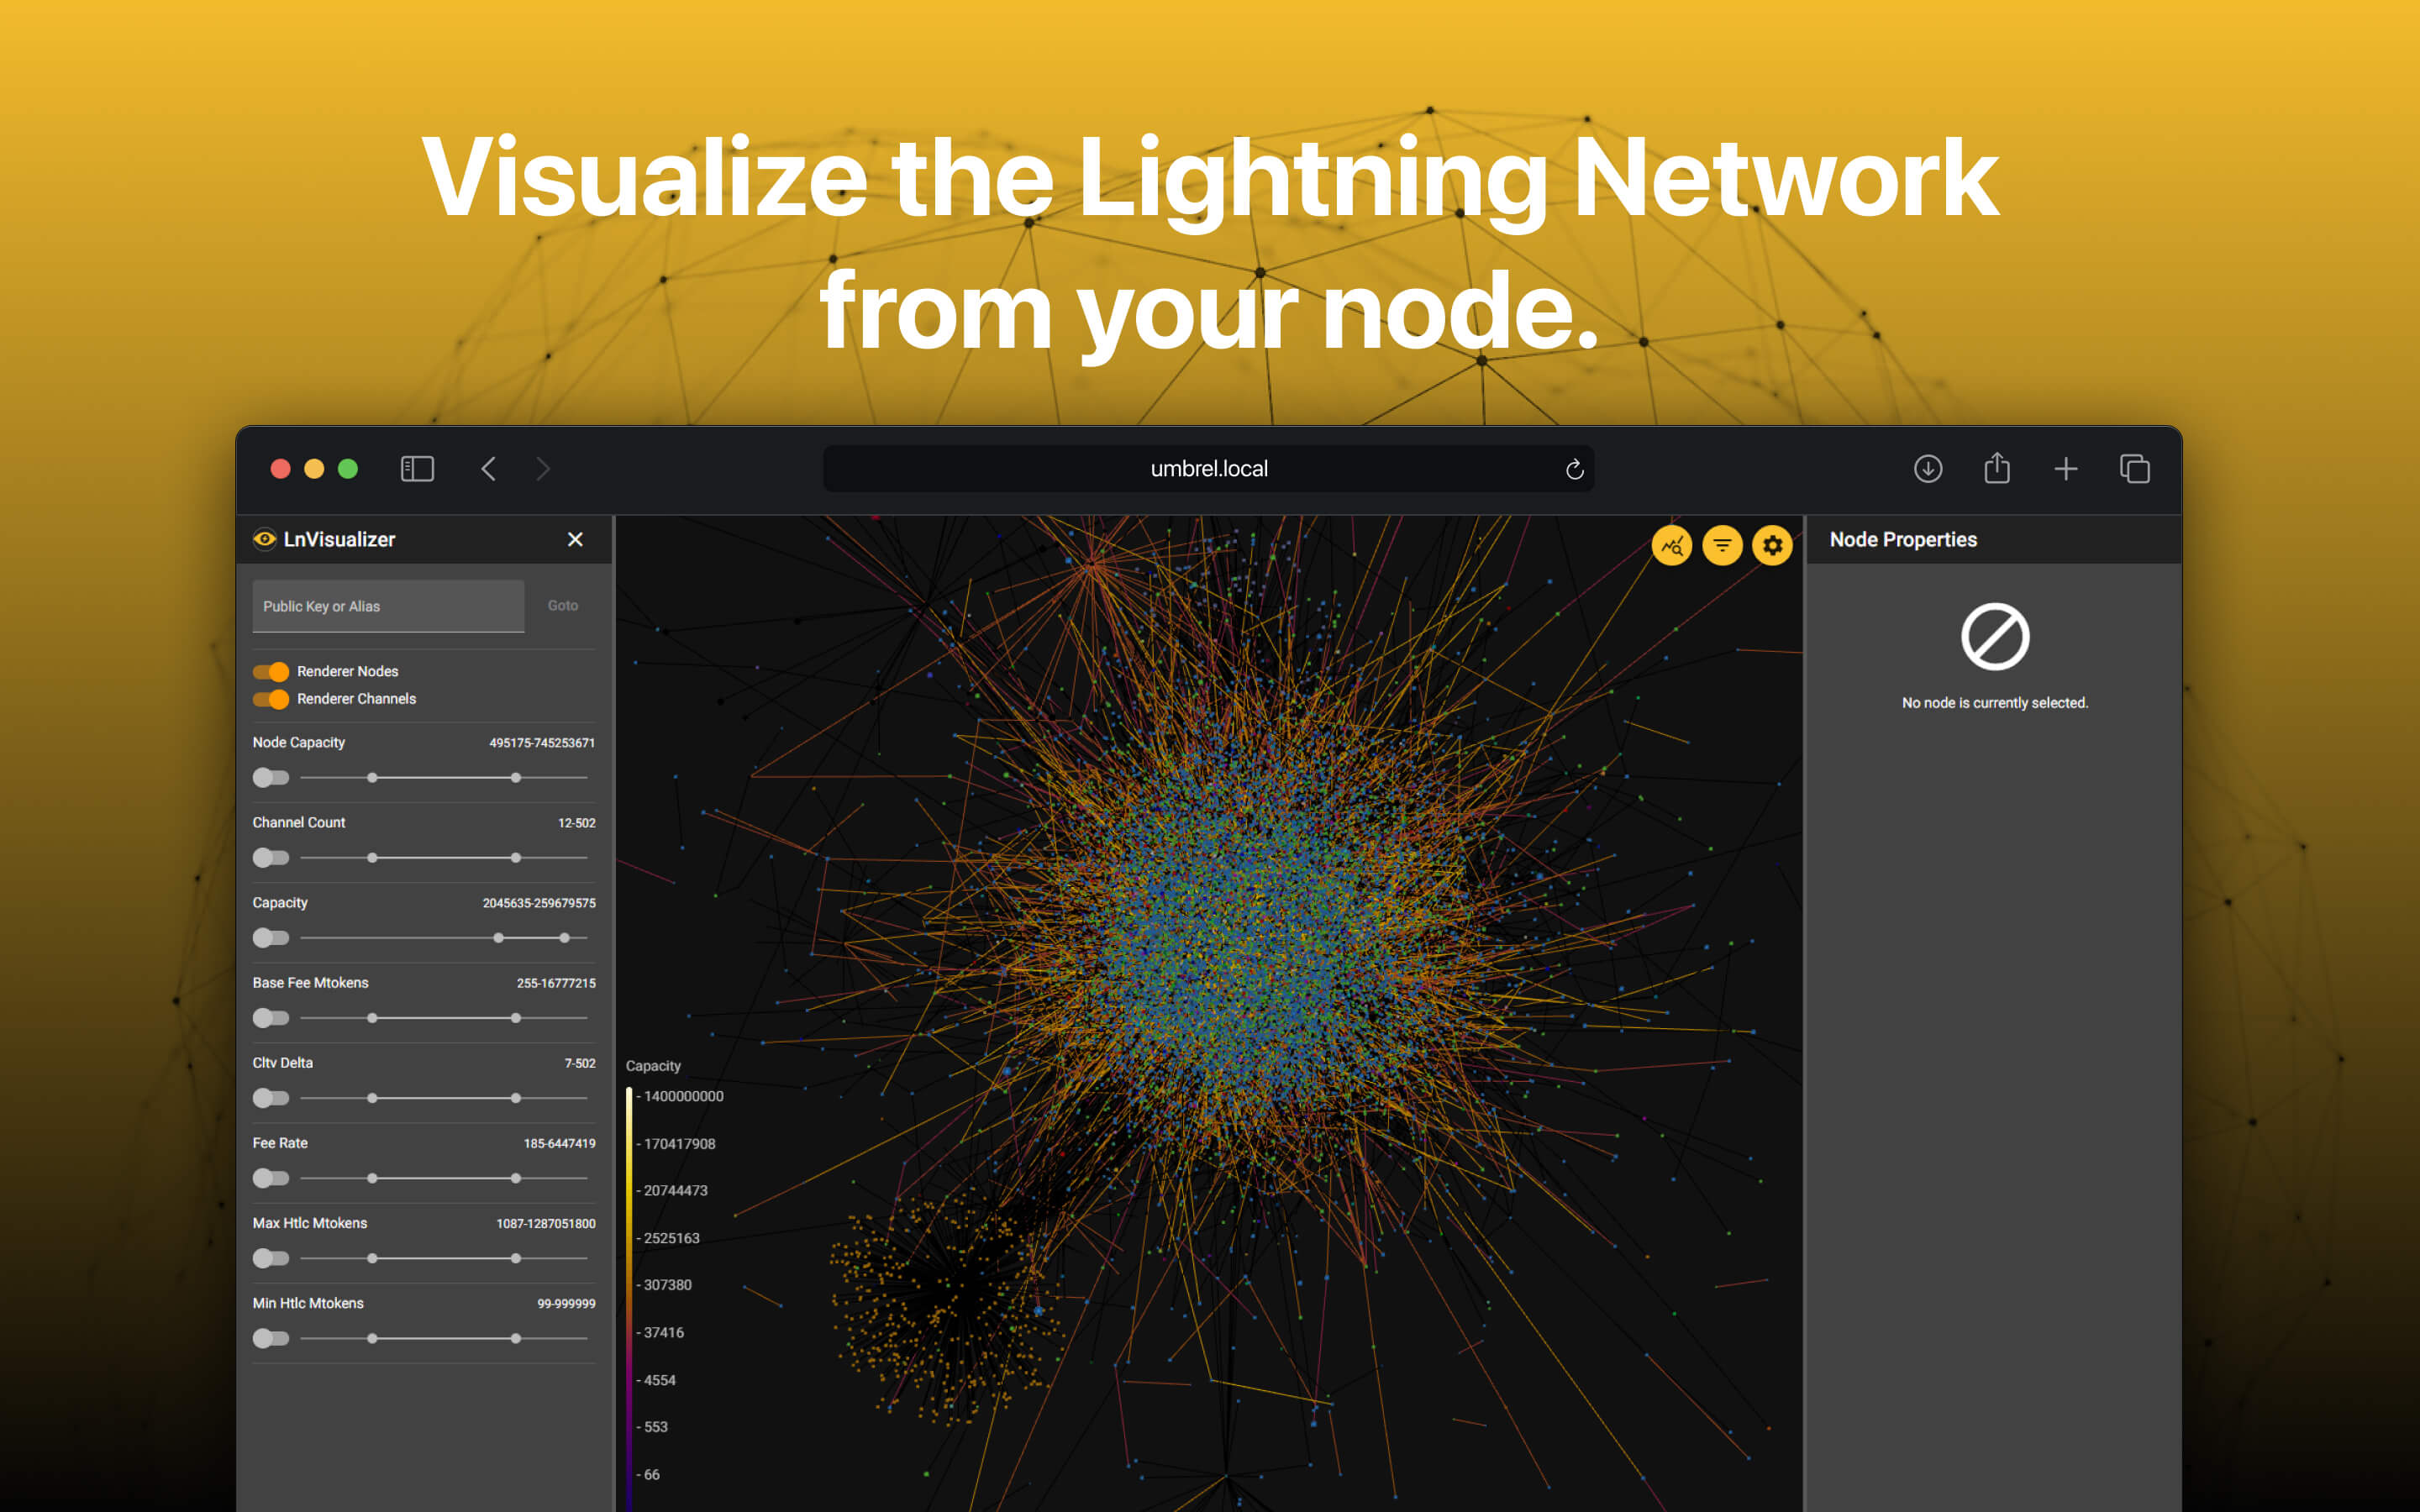 Visualize the Lightning Network
from your node.
umbrel.local
LnVisualizer
Public Key or Alias
Goto
Renderer Nodes
Renderer Channels
Node Capacity 495175-745253671
Channel Count 12-502
Capacity 2045635-259679575
Base Fee Mtokens 255-16777215
Cltv Delta 7-502
Fee Rate 185-6447419
Max Htlc Mtokens 1087-1287051800
Min Htlc Mtokens 99-999999
Capacity
- 1400000000
- 170417908
- 20744473
- 2525163
- 307380
- 37416
- 4554
- 553
- 66
Node Properties
No node is currently selected.